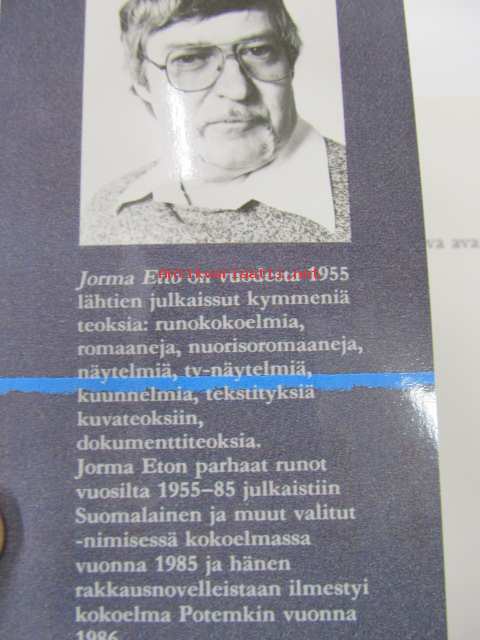 Jorma Etto on vuodesta 1955
lähtien julkaissut kymmeniä
teoksia: runokokoelmia,
romaaneja, nuorisoromaaneja,
näytelmiä, tv-näytelmiä,
kuunnelmia, tekstityksiä
kuvateoksiin,
dokumenttiteoksia.
Jorma Eton parhaat runot
vuosilta 1955–85 julkaistiin
Suomalainen ja muut valitut
-nimisessä kokoelmassa
vuonna 1985 ja hänen
rakkausnovelleistaan ilmestyi
kokoelma Potemkin vuonna
1986